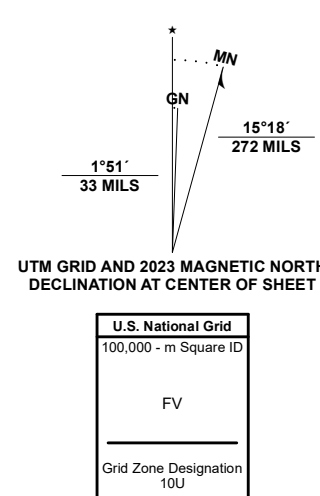 ★
MN
GN
15°18´
272 MILS
1°51´
33 MILS
UTM GRID AND 2023 MAGNETIC NORTH
DECLINATION AT CENTER OF SHEET
U.S. National Grid
100,000 - m Square ID
FV
Grid Zone Designation
10U